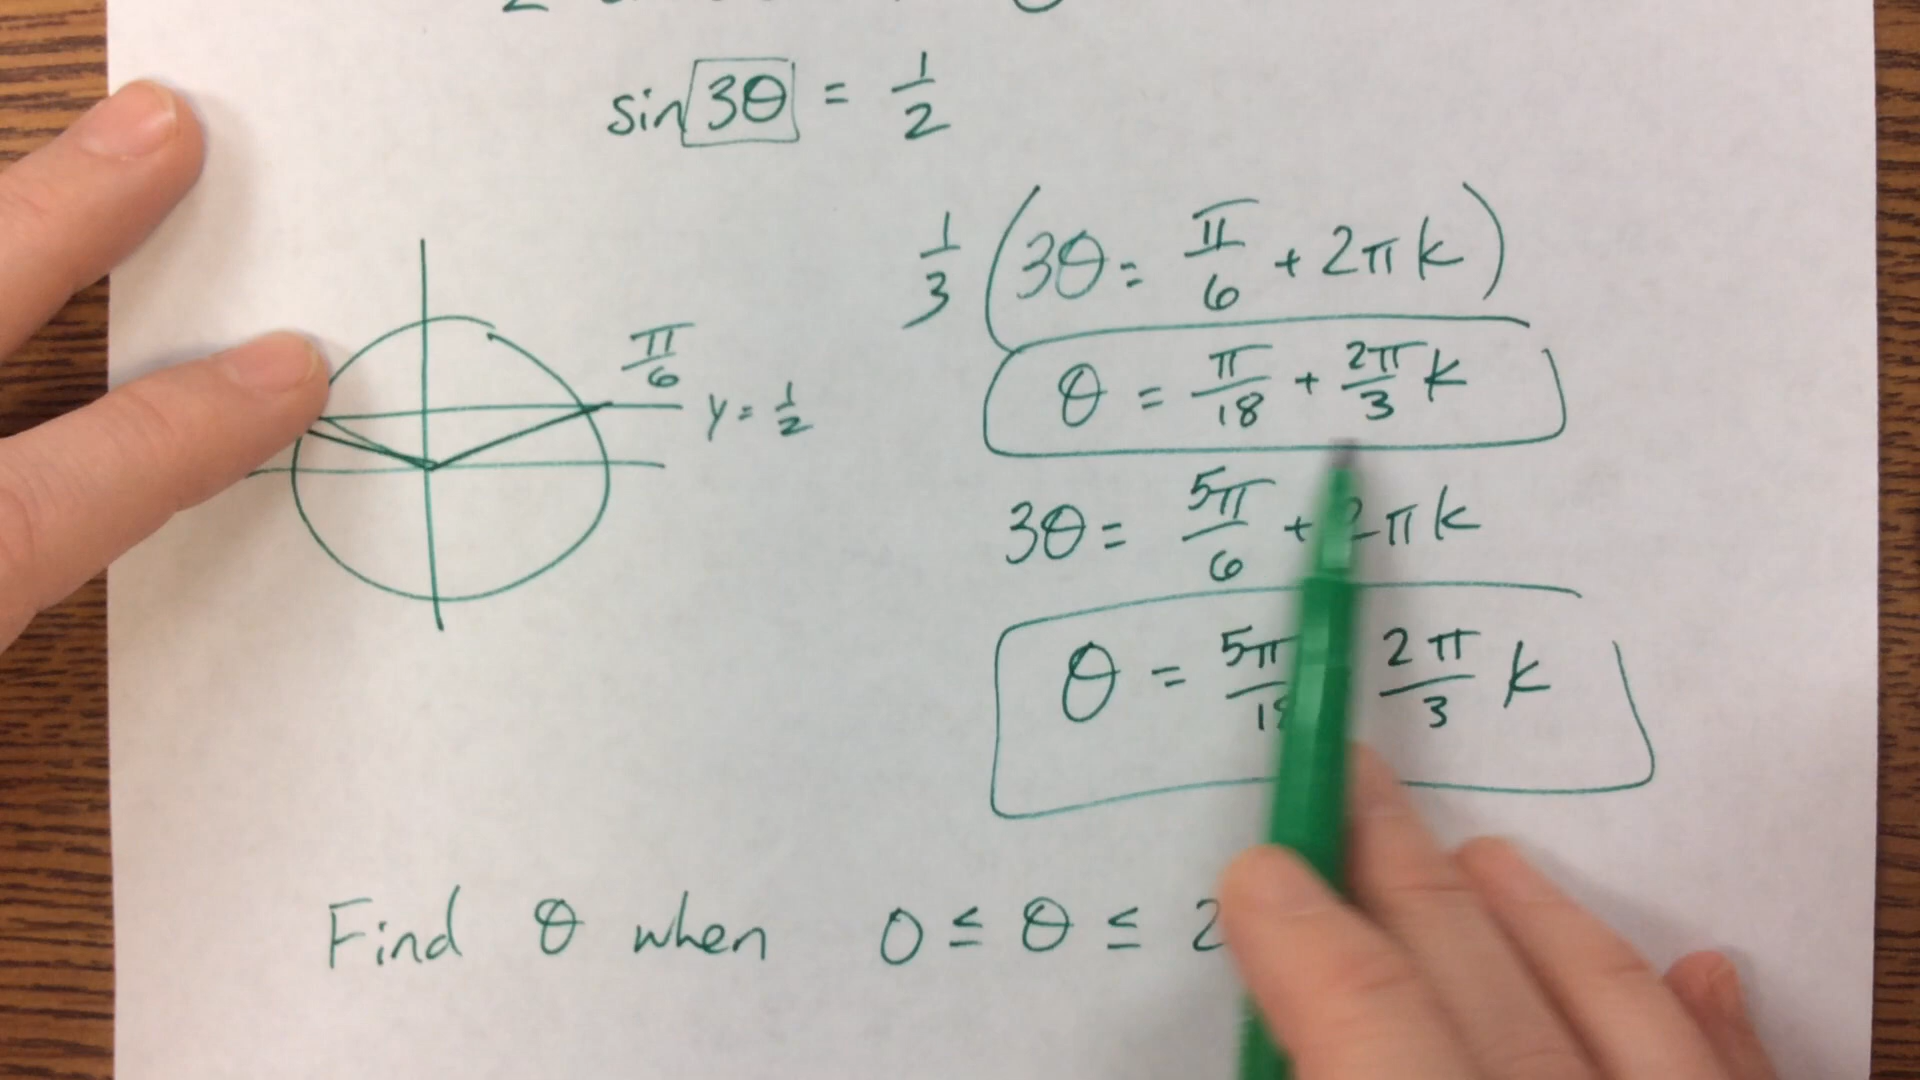 sin 3θ = 1/2
1/3 (3θ = π/6 + 2πk)
π/6
y = 1/2
θ = π/18 + 2π/3 k
3θ = 5π/6 + 2πk
θ = 5π/18 2π/3 k
Find θ when 0 ≤ θ ≤ 2